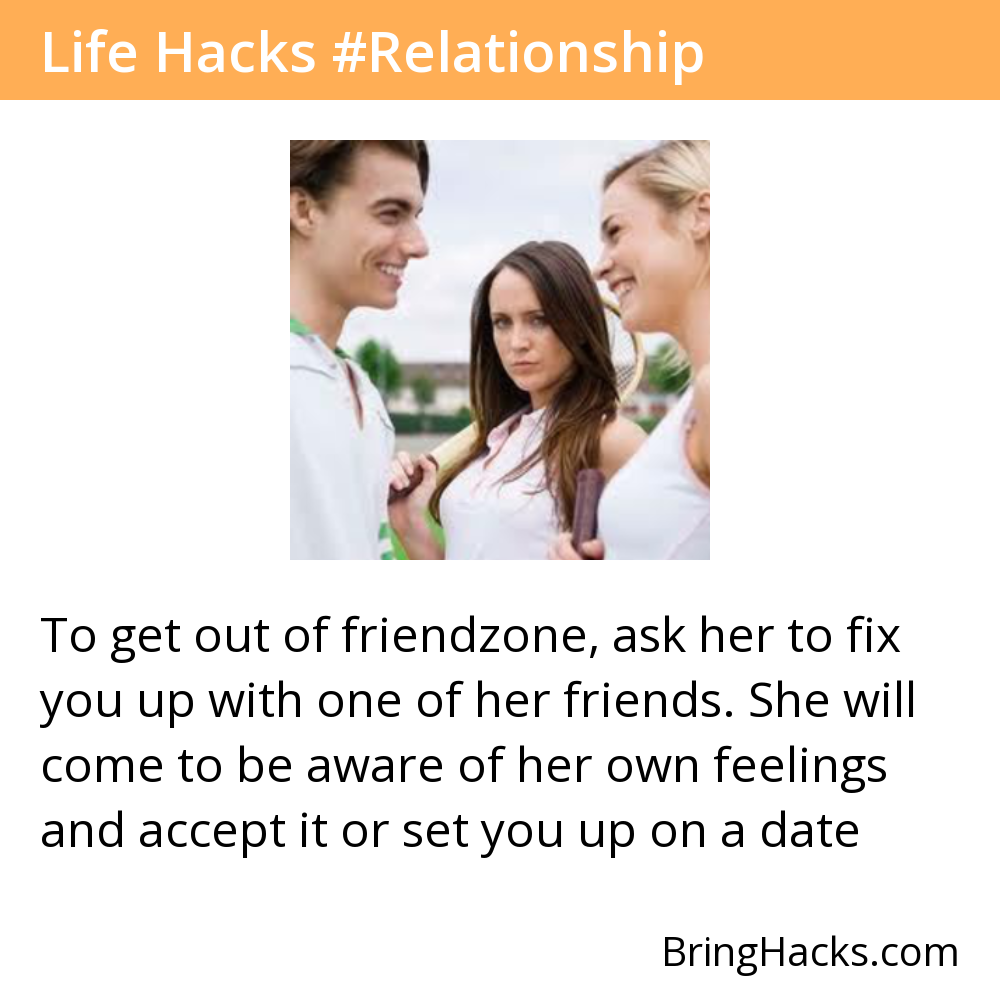 Life Hacks #Relationship
To get out of friendzone, ask her to fix
you up with one of her friends. She will
come to be aware of her own feelings
and accept it or set you up on a date
BringHacks.com